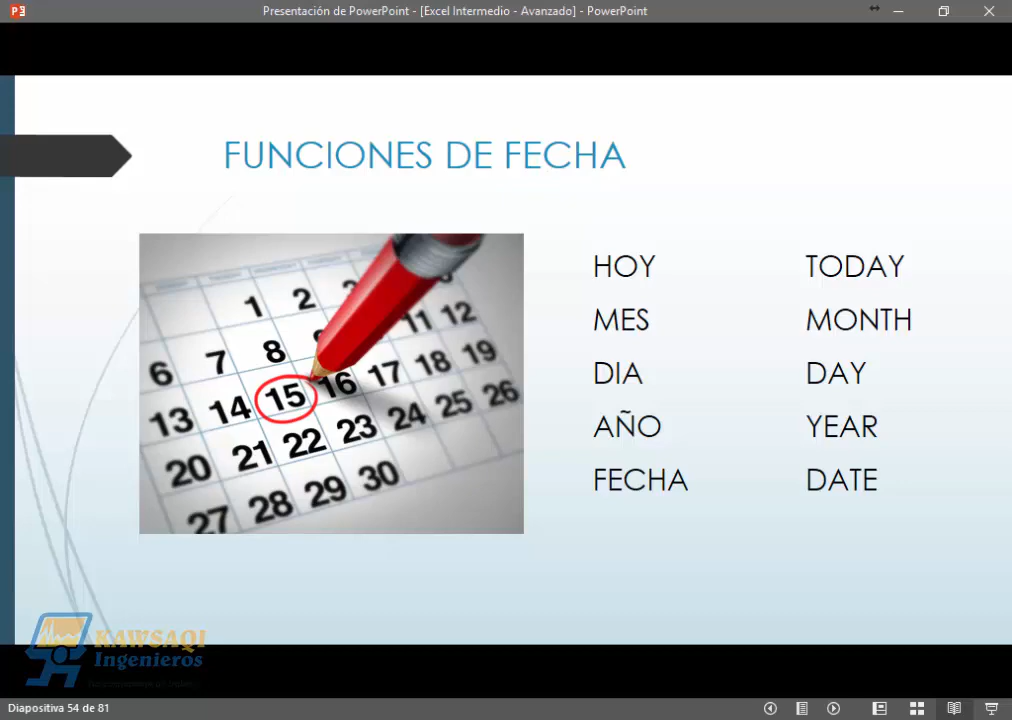 Presentación de PowerPoint - [Excel Intermedio - Avanzado] - PowerPoint
FUNCIONES DE FECHA
HOY TODAY
MES MONTH
DIA DAY
AÑO YEAR
FECHA DATE
1 2
6 7 8 11 12
13 14 15 16 17 18 19
20 21 22 23 24 25 26
27 28 29 30
KAWSAQI
Ingenieros
Diapositiva 54 de 81